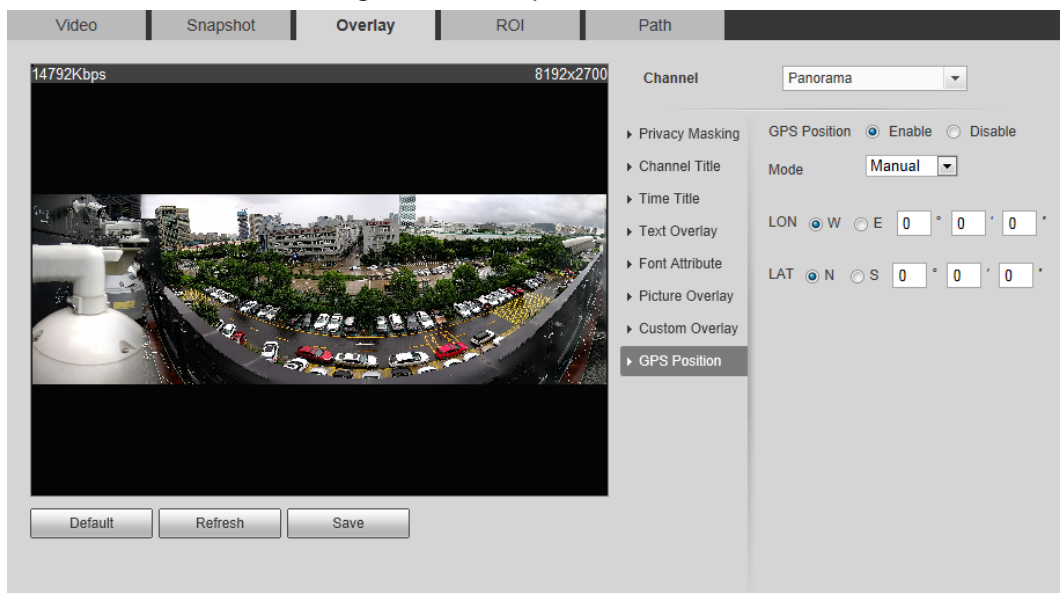 Video Snapshot Overlay ROI Path
14792Kbps 8192x2700
Channel Panorama
Privacy Masking
Channel Title
Time Title
Text Overlay
Font Attribute
Picture Overlay
Custom Overlay
GPS Position
GPS Position Enable Disable
Mode Manual
LON W E 0 ° 0 ′ 0 ″
LAT N S 0 ° 0 ′ 0 ″
Default Refresh Save